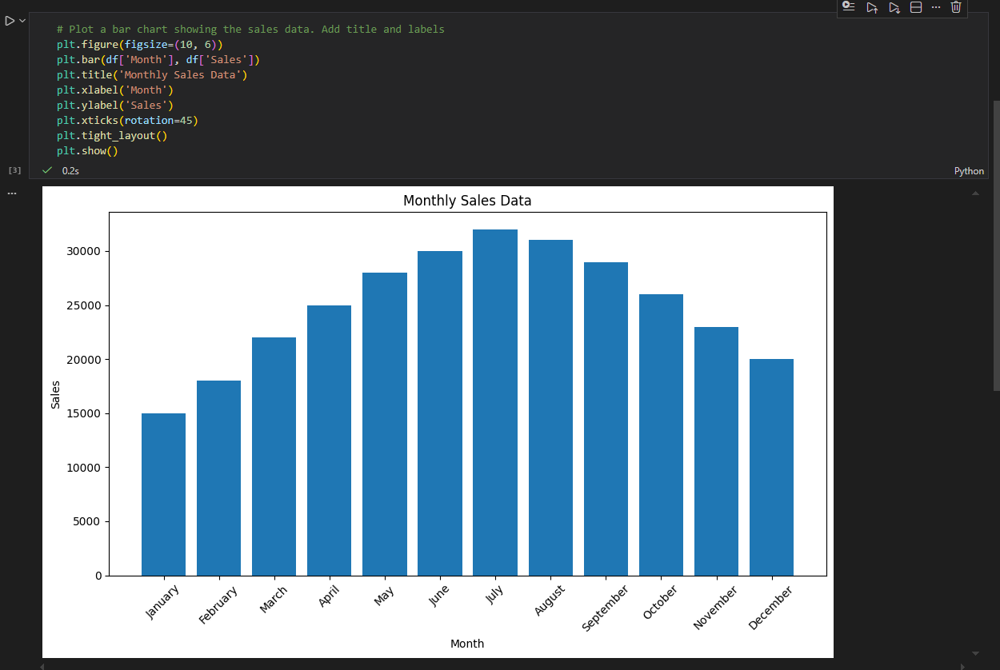 # Plot a bar chart showing the sales data. Add title and labels
plt.figure(figsize=(10, 6))
plt.bar(df['Month'], df['Sales'])
plt.title('Monthly Sales Data')
plt.xlabel('Month')
plt.ylabel('Sales')
plt.xticks(rotation=45)
plt.tight_layout()
plt.show()
[3]
0.2s
Python
Monthly Sales Data
30000
25000
20000
15000
10000
5000
0
Sales
January
February
March
April
May
June
July
August
September
October
November
December
Month